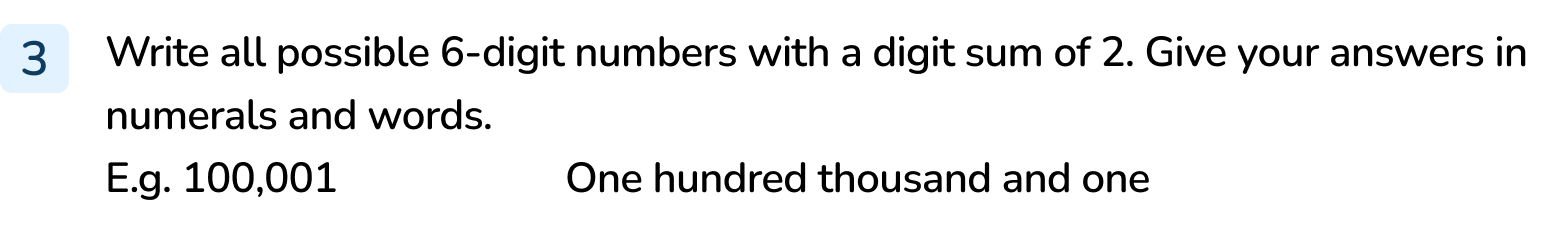 3 Write all possible 6-digit numbers with a digit sum of 2. Give your answers in
numerals and words.
E.g. 100,001 One hundred thousand and one